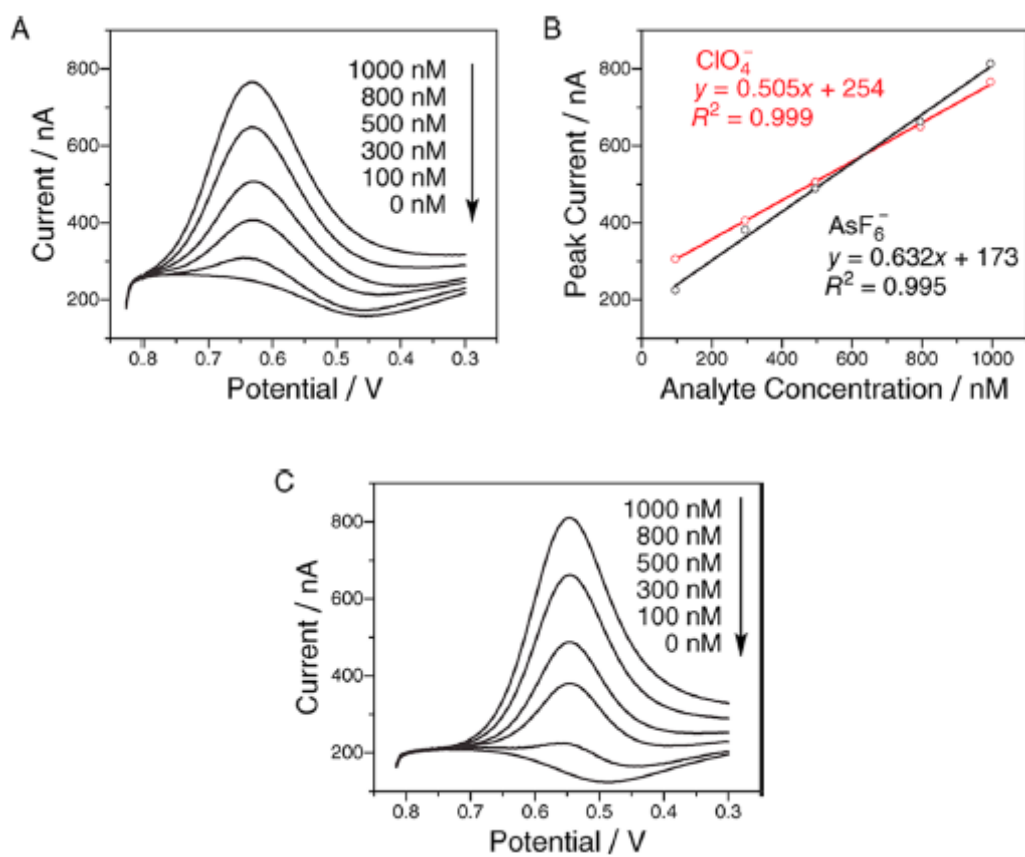 A
Current / nA
800
600
400
200
1000 nM
800 nM
500 nM
300 nM
100 nM
0 nM
0.8 0.7 0.6 0.5 0.4 0.3
Potential / V
B
Peak Current / nA
800
600
400
200
ClO₄⁻
y = 0.505x + 254
R² = 0.999
AsF₆⁻
y = 0.632x + 173
R² = 0.995
0 200 400 600 800 1000
Analyte Concentration / nM
C
Current / nA
800
600
400
200
1000 nM
800 nM
500 nM
300 nM
100 nM
0 nM
0.8 0.7 0.6 0.5 0.4 0.3
Potential / V